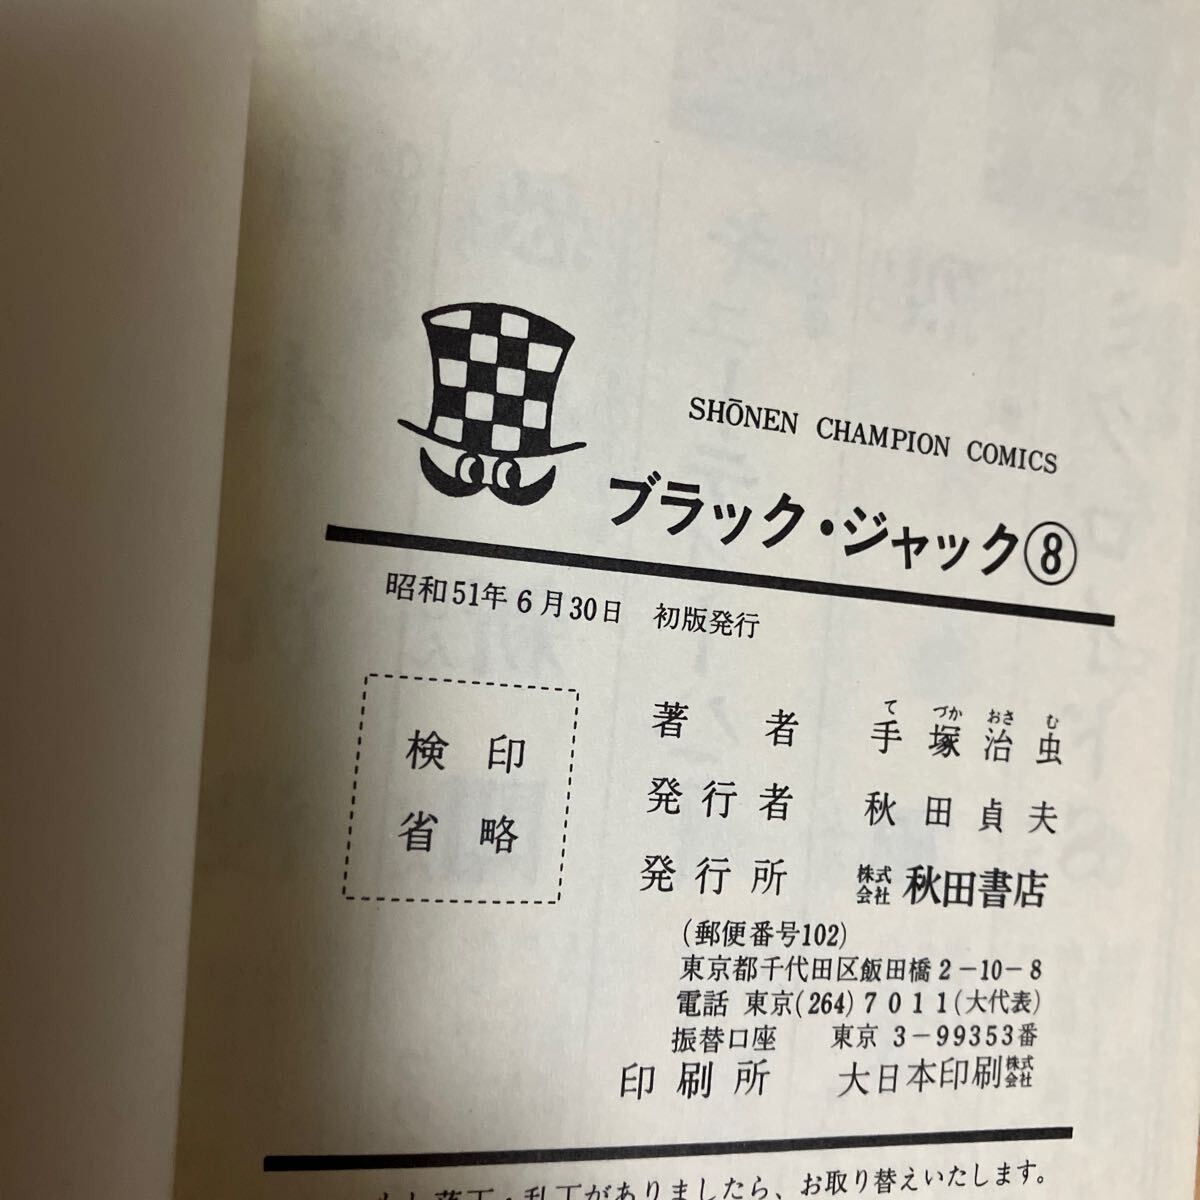 SHŌNEN CHAMPION COMICS
ブラック・ジャック⑧
昭和51年6月30日 初版発行
検印
省略
著者 手塚治虫
て づか おさ む
発行者 秋田貞夫
発行所 株式会社 秋田書店
(郵便番号102)
東京都千代田区飯田橋2-10-8
電話 東京(264)7011(大代表)
振替口座 東京 3-99353番
印刷所 大日本印刷株式会社
落丁・乱丁がありましたら、お取り替えいたします。